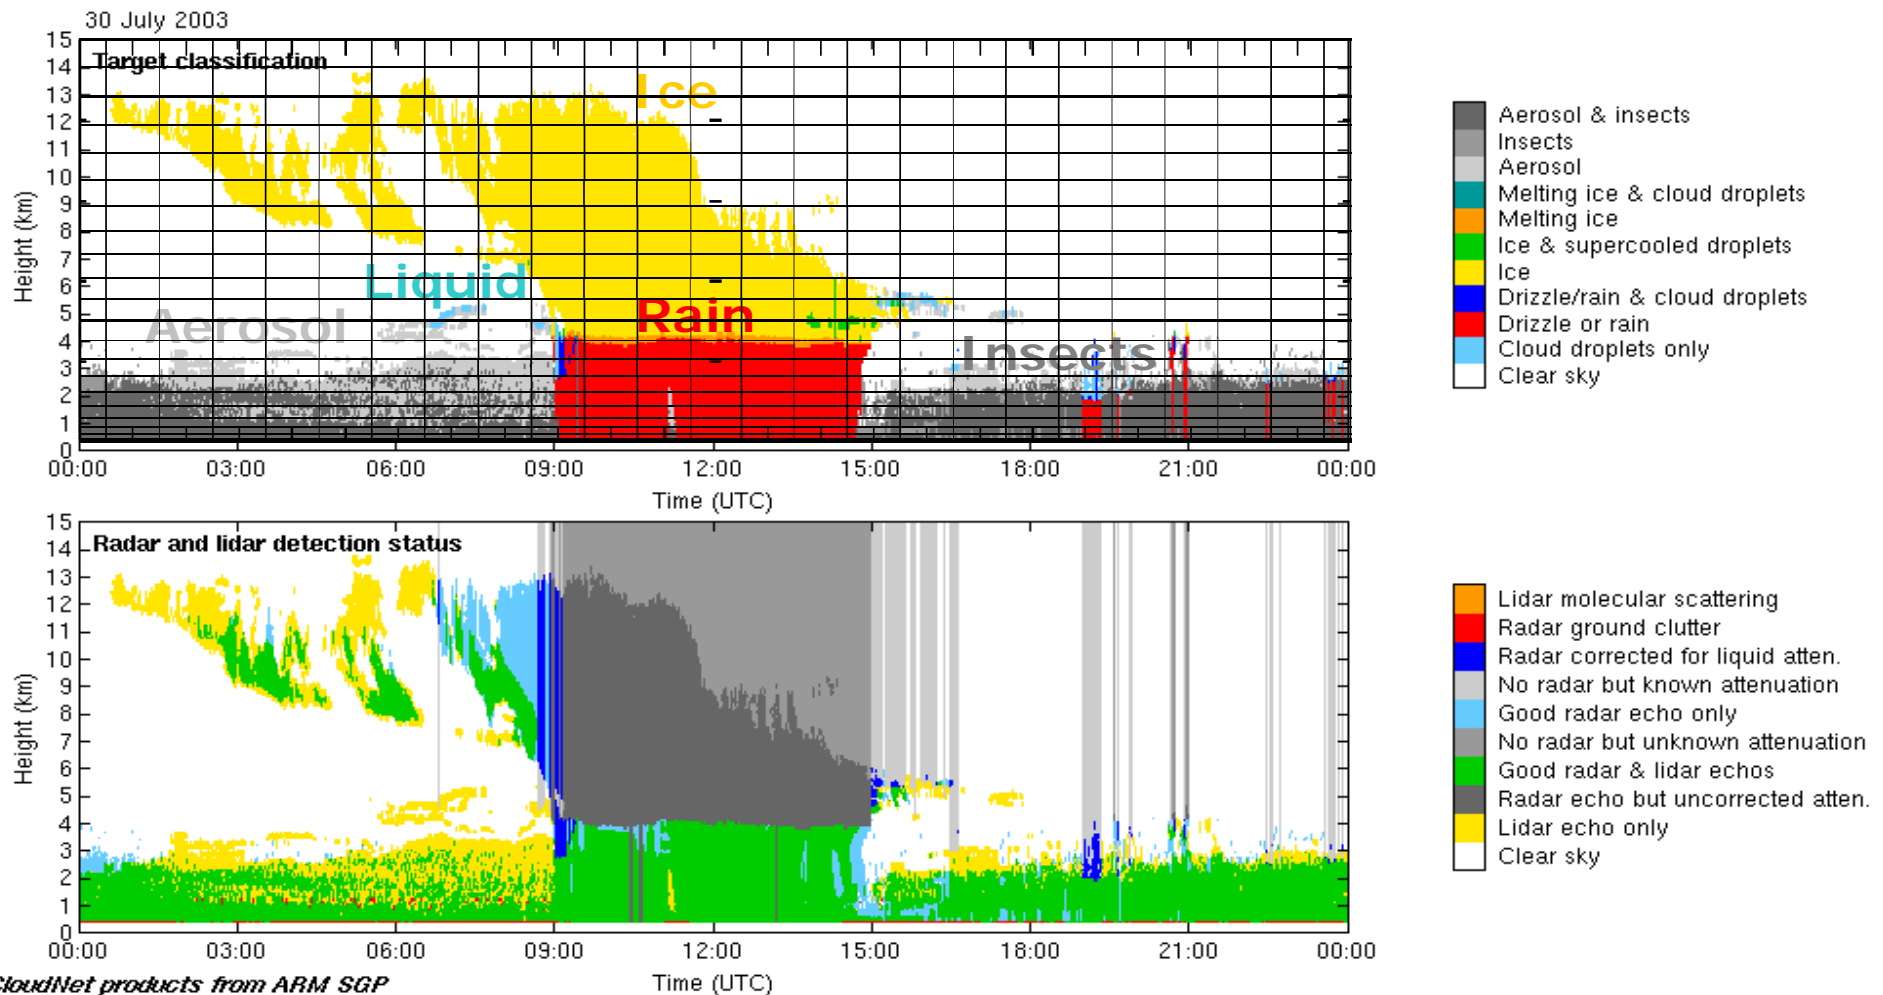 30 July 2003
Target classification
15
14
13
12
11
10
9
8
7
6
5
4
3
2
1
0
Height (km)
Ice
Liquid
Rain
Aerosol
Insects
00:00 03:00 06:00 09:00 12:00 15:00 18:00 21:00 00:00
Time (UTC)
Aerosol & insects
Insects
Aerosol
Melting ice & cloud droplets
Melting ice
Ice & supercooled droplets
Ice
Drizzle/rain & cloud droplets
Drizzle or rain
Cloud droplets only
Clear sky
Radar and lidar detection status
15
14
13
12
11
10
9
8
7
6
5
4
3
2
1
0
Height (km)
00:00 03:00 06:00 09:00 12:00 15:00 18:00 21:00 00:00
Time (UTC)
Lidar molecular scattering
Radar ground clutter
Radar corrected for liquid atten.
No radar but known attenuation
Good radar echo only
No radar but unknown attenuation
Good radar & lidar echos
Radar echo but uncorrected atten.
Lidar echo only
Clear sky
CloudNet products from ARM SGP